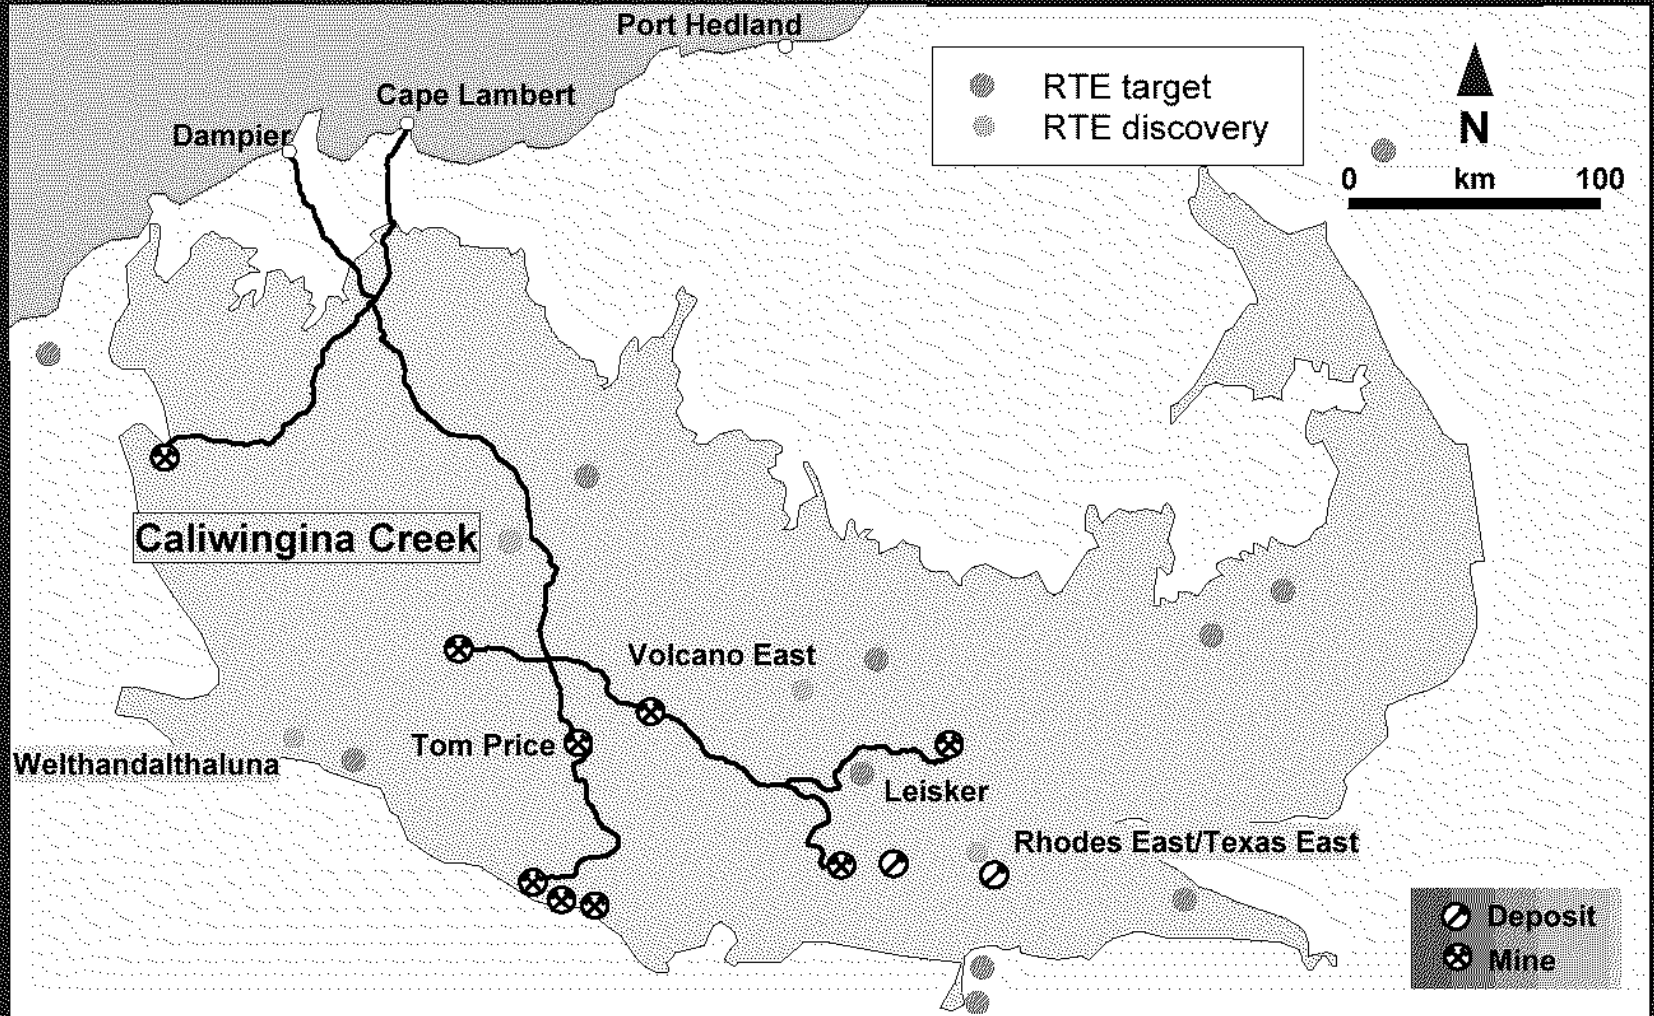 Port Hedland
Cape Lambert
Dampier
RTE target
RTE discovery
N
0 km 100
Caliwingina Creek
Volcano East
Tom Price
Welthandalthaluna
Leisker
Rhodes East/Texas East
Deposit
Mine